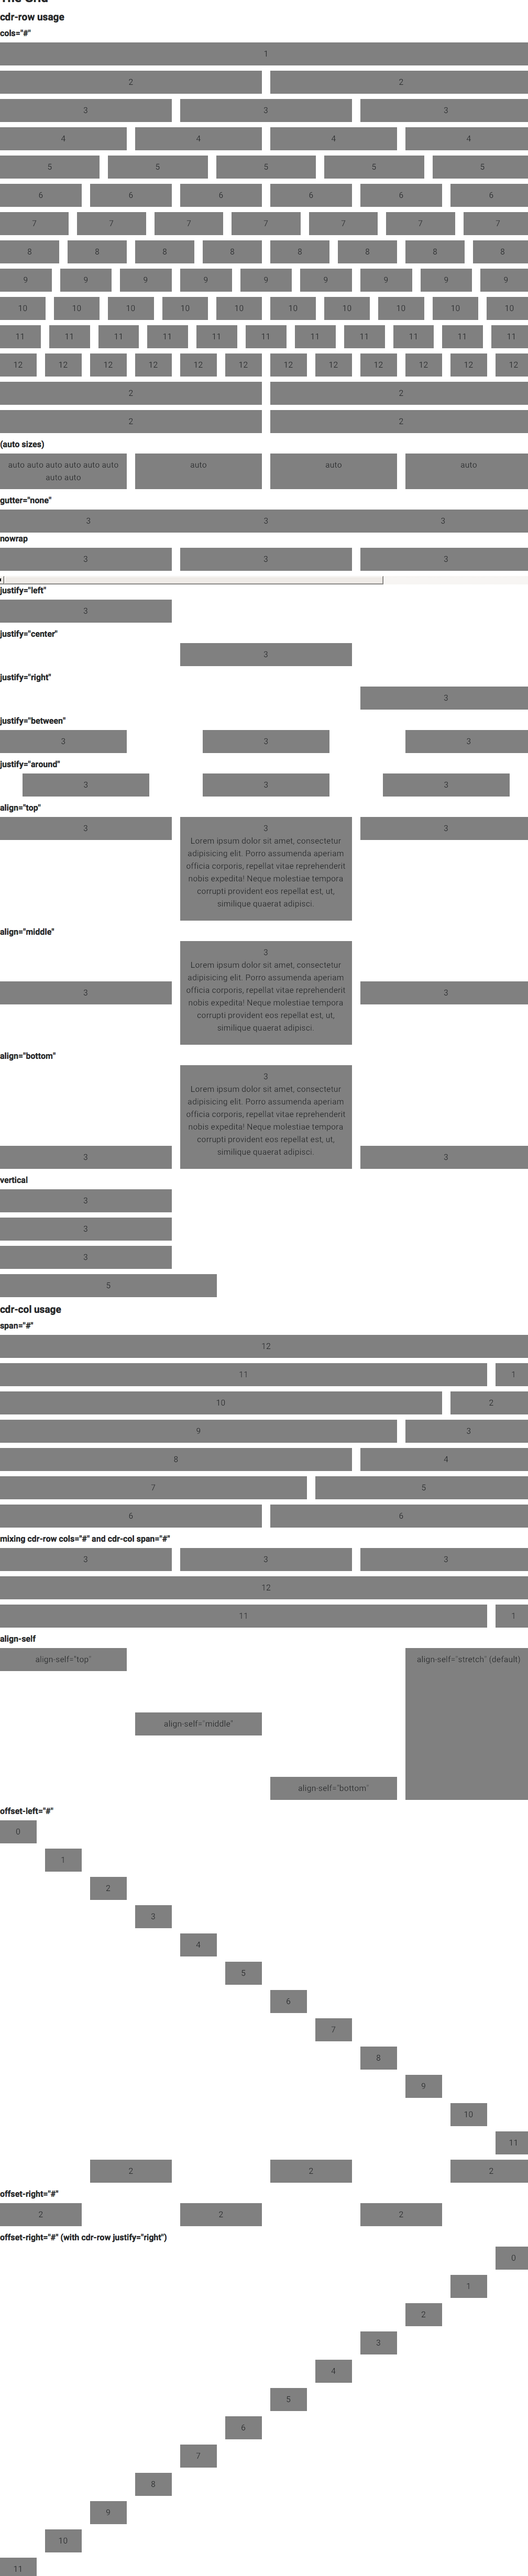 The Grid
cdr-row usage
cols="#"
1
2 2
3 3 3
4 4 4 4
5 5 5 5 5
6 6 6 6 6 6
7 7 7 7 7 7 7
8 8 8 8 8 8 8 8
9 9 9 9 9 9 9 9 9
10 10 10 10 10 10 10 10 10 10
11 11 11 11 11 11 11 11 11 11 11
12 12 12 12 12 12 12 12 12 12 12 12
2 2
2 2
(auto sizes)
auto auto auto auto auto auto auto auto auto
auto auto
gutter="none"
3 3 3
nowrap
3 3 3
justify="left"
3
justify="center"
3
justify="right"
3
justify="between"
3 3 3
justify="around"
3 3 3
align="top"
3 3 3
Lorem ipsum dolor sit amet, consectetur
adipisicing elit. Porro assumenda aperiam
officia corporis, repellat vitae reprehenderit
nobis expedita! Neque molestiae tempora
corrupti provident eos repellat est, ut,
similique quaerat adipisci.
align="middle"
3
Lorem ipsum dolor sit amet, consectetur
adipisicing elit. Porro assumenda aperiam
officia corporis, repellat vitae reprehenderit
3 3
nobis expedita! Neque molestiae tempora
corrupti provident eos repellat est, ut,
similique quaerat adipisci.
align="bottom"
3
Lorem ipsum dolor sit amet, consectetur
adipisicing elit. Porro assumenda aperiam
officia corporis, repellat vitae reprehenderit
nobis expedita! Neque molestiae tempora
corrupti provident eos repellat est, ut,
similique quaerat adipisci.
3 3
vertical
3
3
3
5
cdr-col usage
span="#"
12
11 1
10 2
9 3
8 4
7 5
6 6
mixing cdr-row cols="#" and cdr-col span="#"
3 3 3
12
11 1
align-self
align-self="top" align-self="stretch" (default)
align-self="middle"
align-self="bottom"
offset-left="#"
0
1
2
3
4
5
6
7
8
9
10
11
2 2 2
offset-right="#"
2 2 2
offset-right="#" (with cdr-row justify="right")
0
1
2
3
4
5
6
7
8
9
10
11